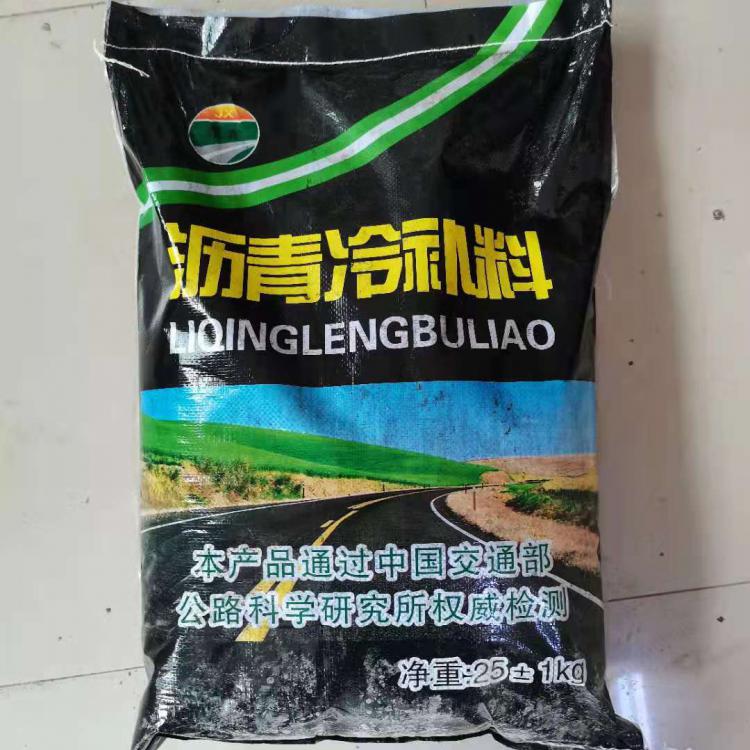 JX
沥青冷补料
LIQINGLENGBULIAO
本产品通过中国交通部
公路科学研究所权威检测
净重:25±1kg